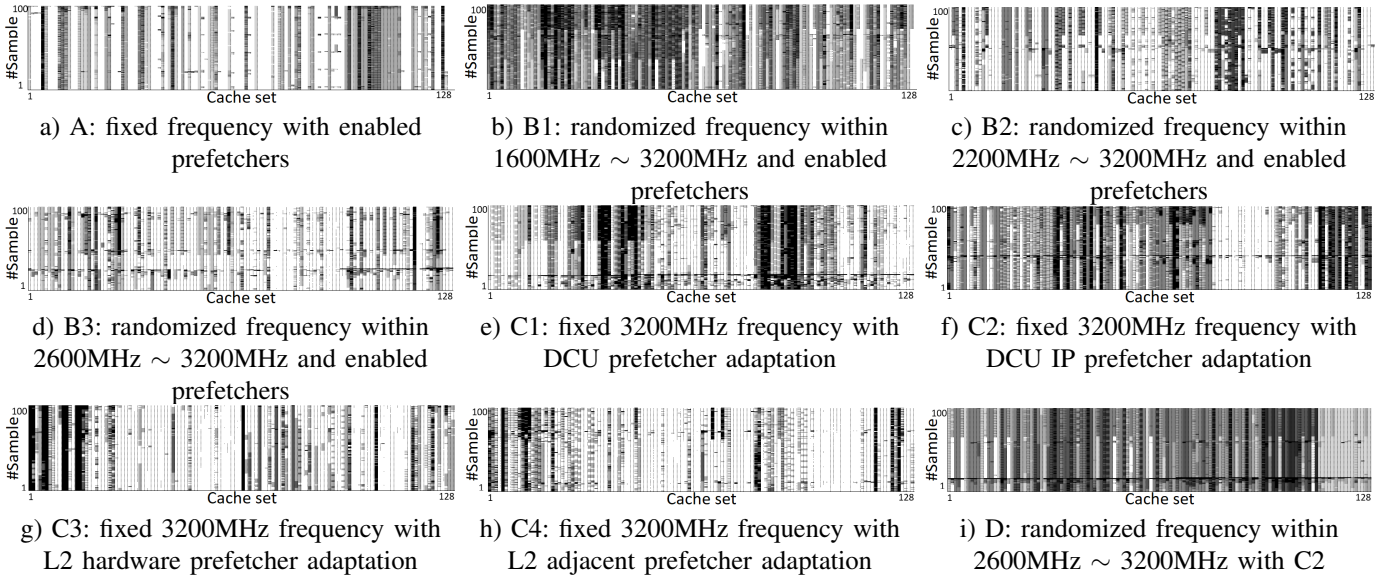 100
#Sample
1
1
Cache set
128
a) A: fixed frequency with enabled
prefetchers
100
#Sample
1
1
Cache set
128
b) B1: randomized frequency within
1600MHz ∼ 3200MHz and enabled
prefetchers
100
#Sample
1
1
Cache set
128
c) B2: randomized frequency within
2200MHz ∼ 3200MHz and enabled
prefetchers
100
#Sample
1
1
Cache set
128
d) B3: randomized frequency within
2600MHz ∼ 3200MHz and enabled
prefetchers
100
#Sample
1
1
Cache set
128
e) C1: fixed 3200MHz frequency with
DCU prefetcher adaptation
100
#Sample
1
1
Cache set
128
f) C2: fixed 3200MHz frequency with
DCU IP prefetcher adaptation
100
#Sample
1
1
Cache set
128
g) C3: fixed 3200MHz frequency with
L2 hardware prefetcher adaptation
100
#Sample
1
1
Cache set
128
h) C4: fixed 3200MHz frequency with
L2 adjacent prefetcher adaptation
100
#Sample
1
1
Cache set
128
i) D: randomized frequency within
2600MHz ∼ 3200MHz with C2